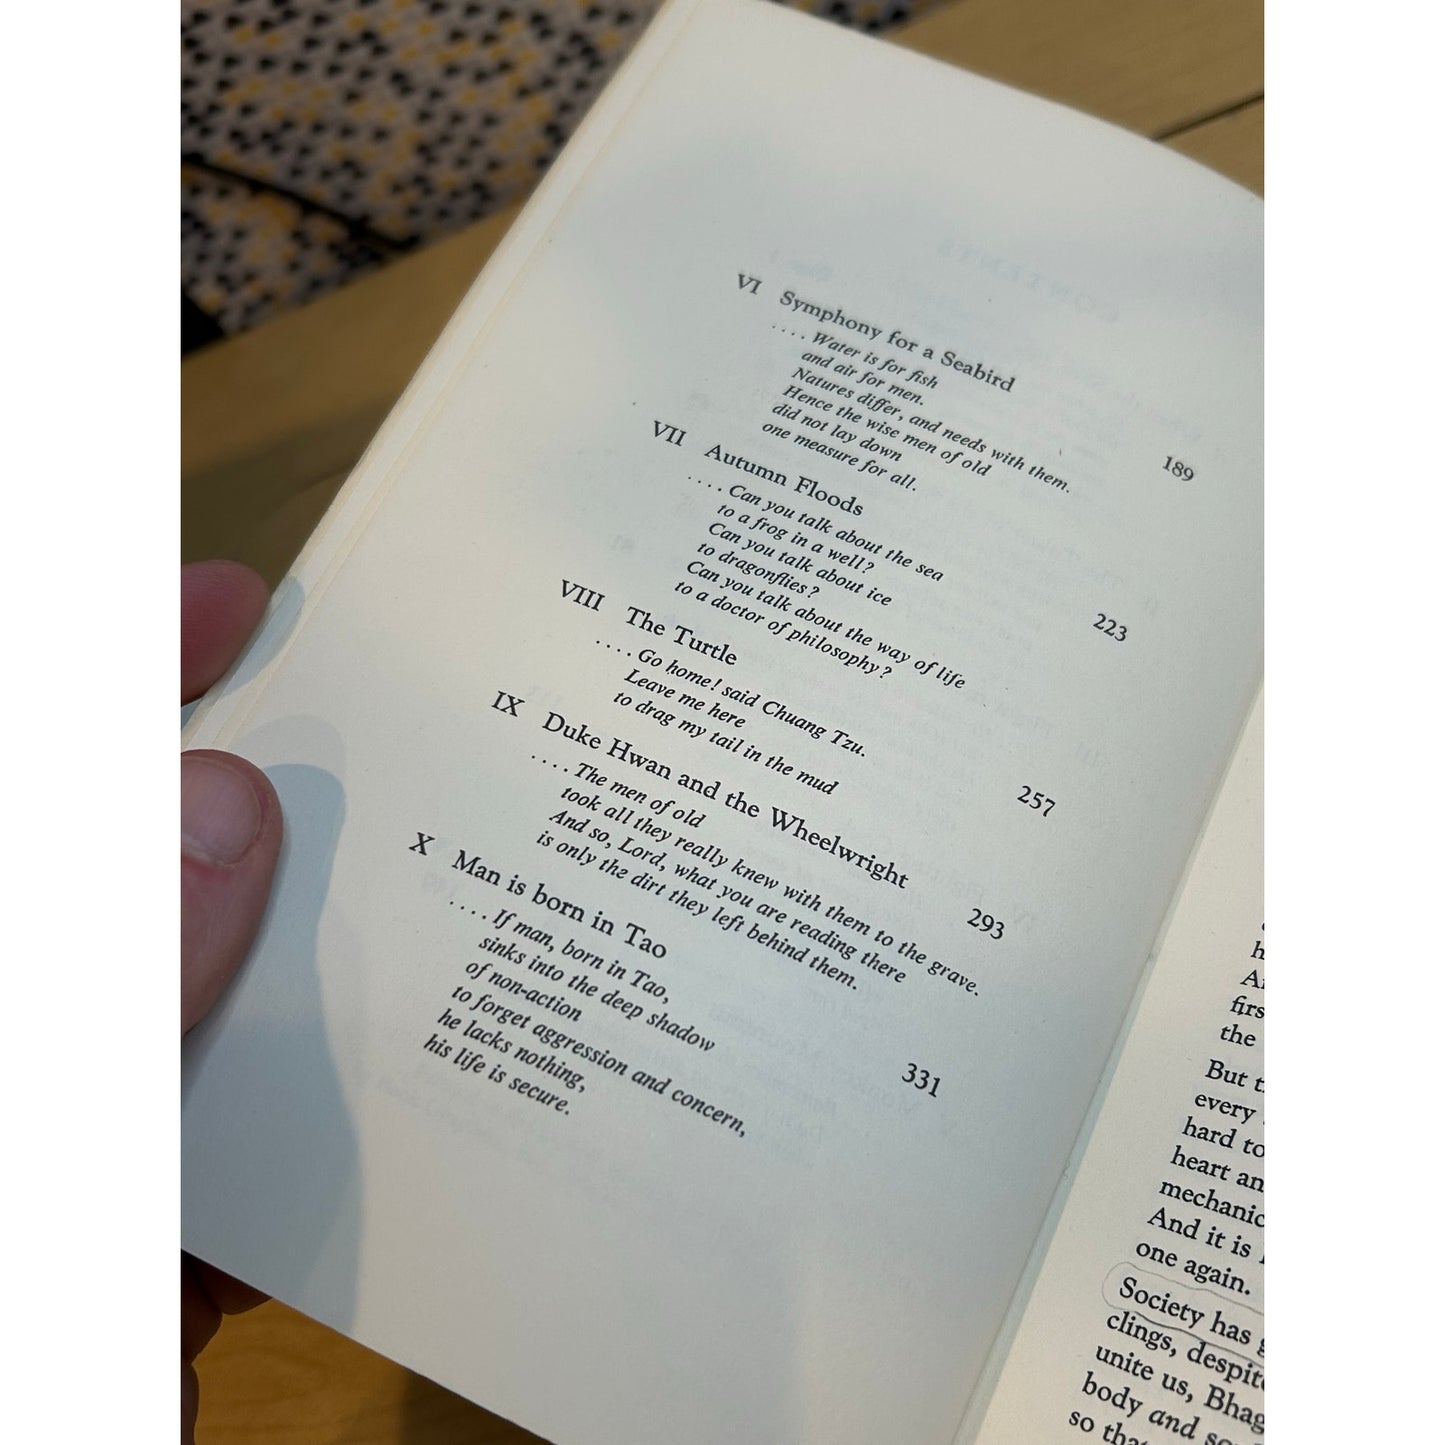 VI Symphony for a Seabird 189
.... Water is for fish
and air for men.
Natures differ, and needs with them.
Hence the wise men of old
did not lay down
one measure for all.
VII Autumn Floods 223
.... Can you talk about the sea
to a frog in a well?
Can you talk about ice
to dragonflies?
Can you talk about the way of life
to a doctor of philosophy?
VIII The Turtle 257
.... Go home! said Chuang Tzu.
Leave me here
to drag my tail in the mud
IX Duke Hwan and the Wheelwright 293
.... The men of old
took all they really knew with them to the grave.
And so, Lord, what you are reading there
is only the dirt they left behind them.
X Man is born in Tao 331
.... If man, born in Tao,
sinks into the deep shadow
of non-action
to forget aggression and concern,
he lacks nothing,
his life is secure.
the
But
every
hard to
heart
And it is
one again.
Society has
clings,
unite us,
body and
so